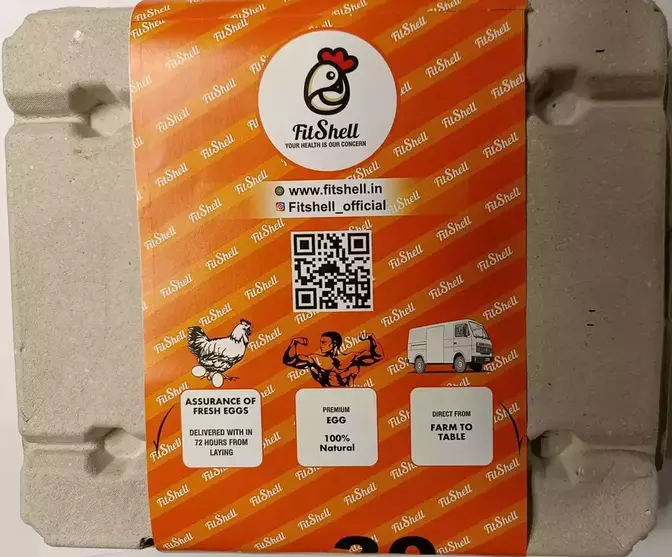 FitShell
YOUR HEALTH IS OUR CONCERN
www.fitshell.in
Fitshell_official
ASSURANCE OF
FRESH EGGS
DELIVERED WITH IN
72 HOURS FROM
LAYING
PREMIUM
EGG
100%
Natural
DIRECT FROM
FARM TO
TABLE